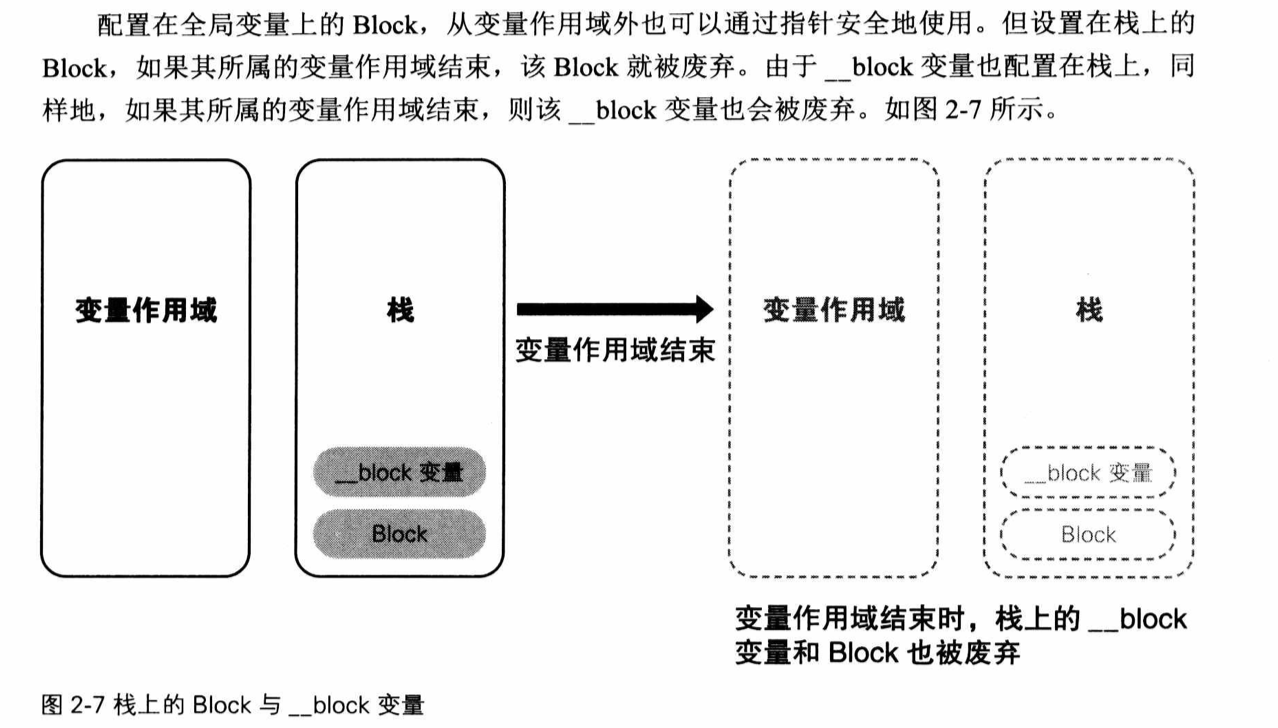 配置在全局变量上的 Block，从变量作用域外也可以通过指针安全地使用。但设置在栈上的
Block，如果其所属的变量作用域结束，该 Block 就被废弃。由于 __block 变量也配置在栈上，同
样地，如果其所属的变量作用域结束，则该 __block 变量也会被废弃。如图 2-7 所示。
变量作用域
栈
变量作用域结束
变量作用域
栈
__block 变量
Block
__block 变量
Block
变量作用域结束时，栈上的 __block
变量和 Block 也被废弃
图 2-7 栈上的 Block 与 __block 变量